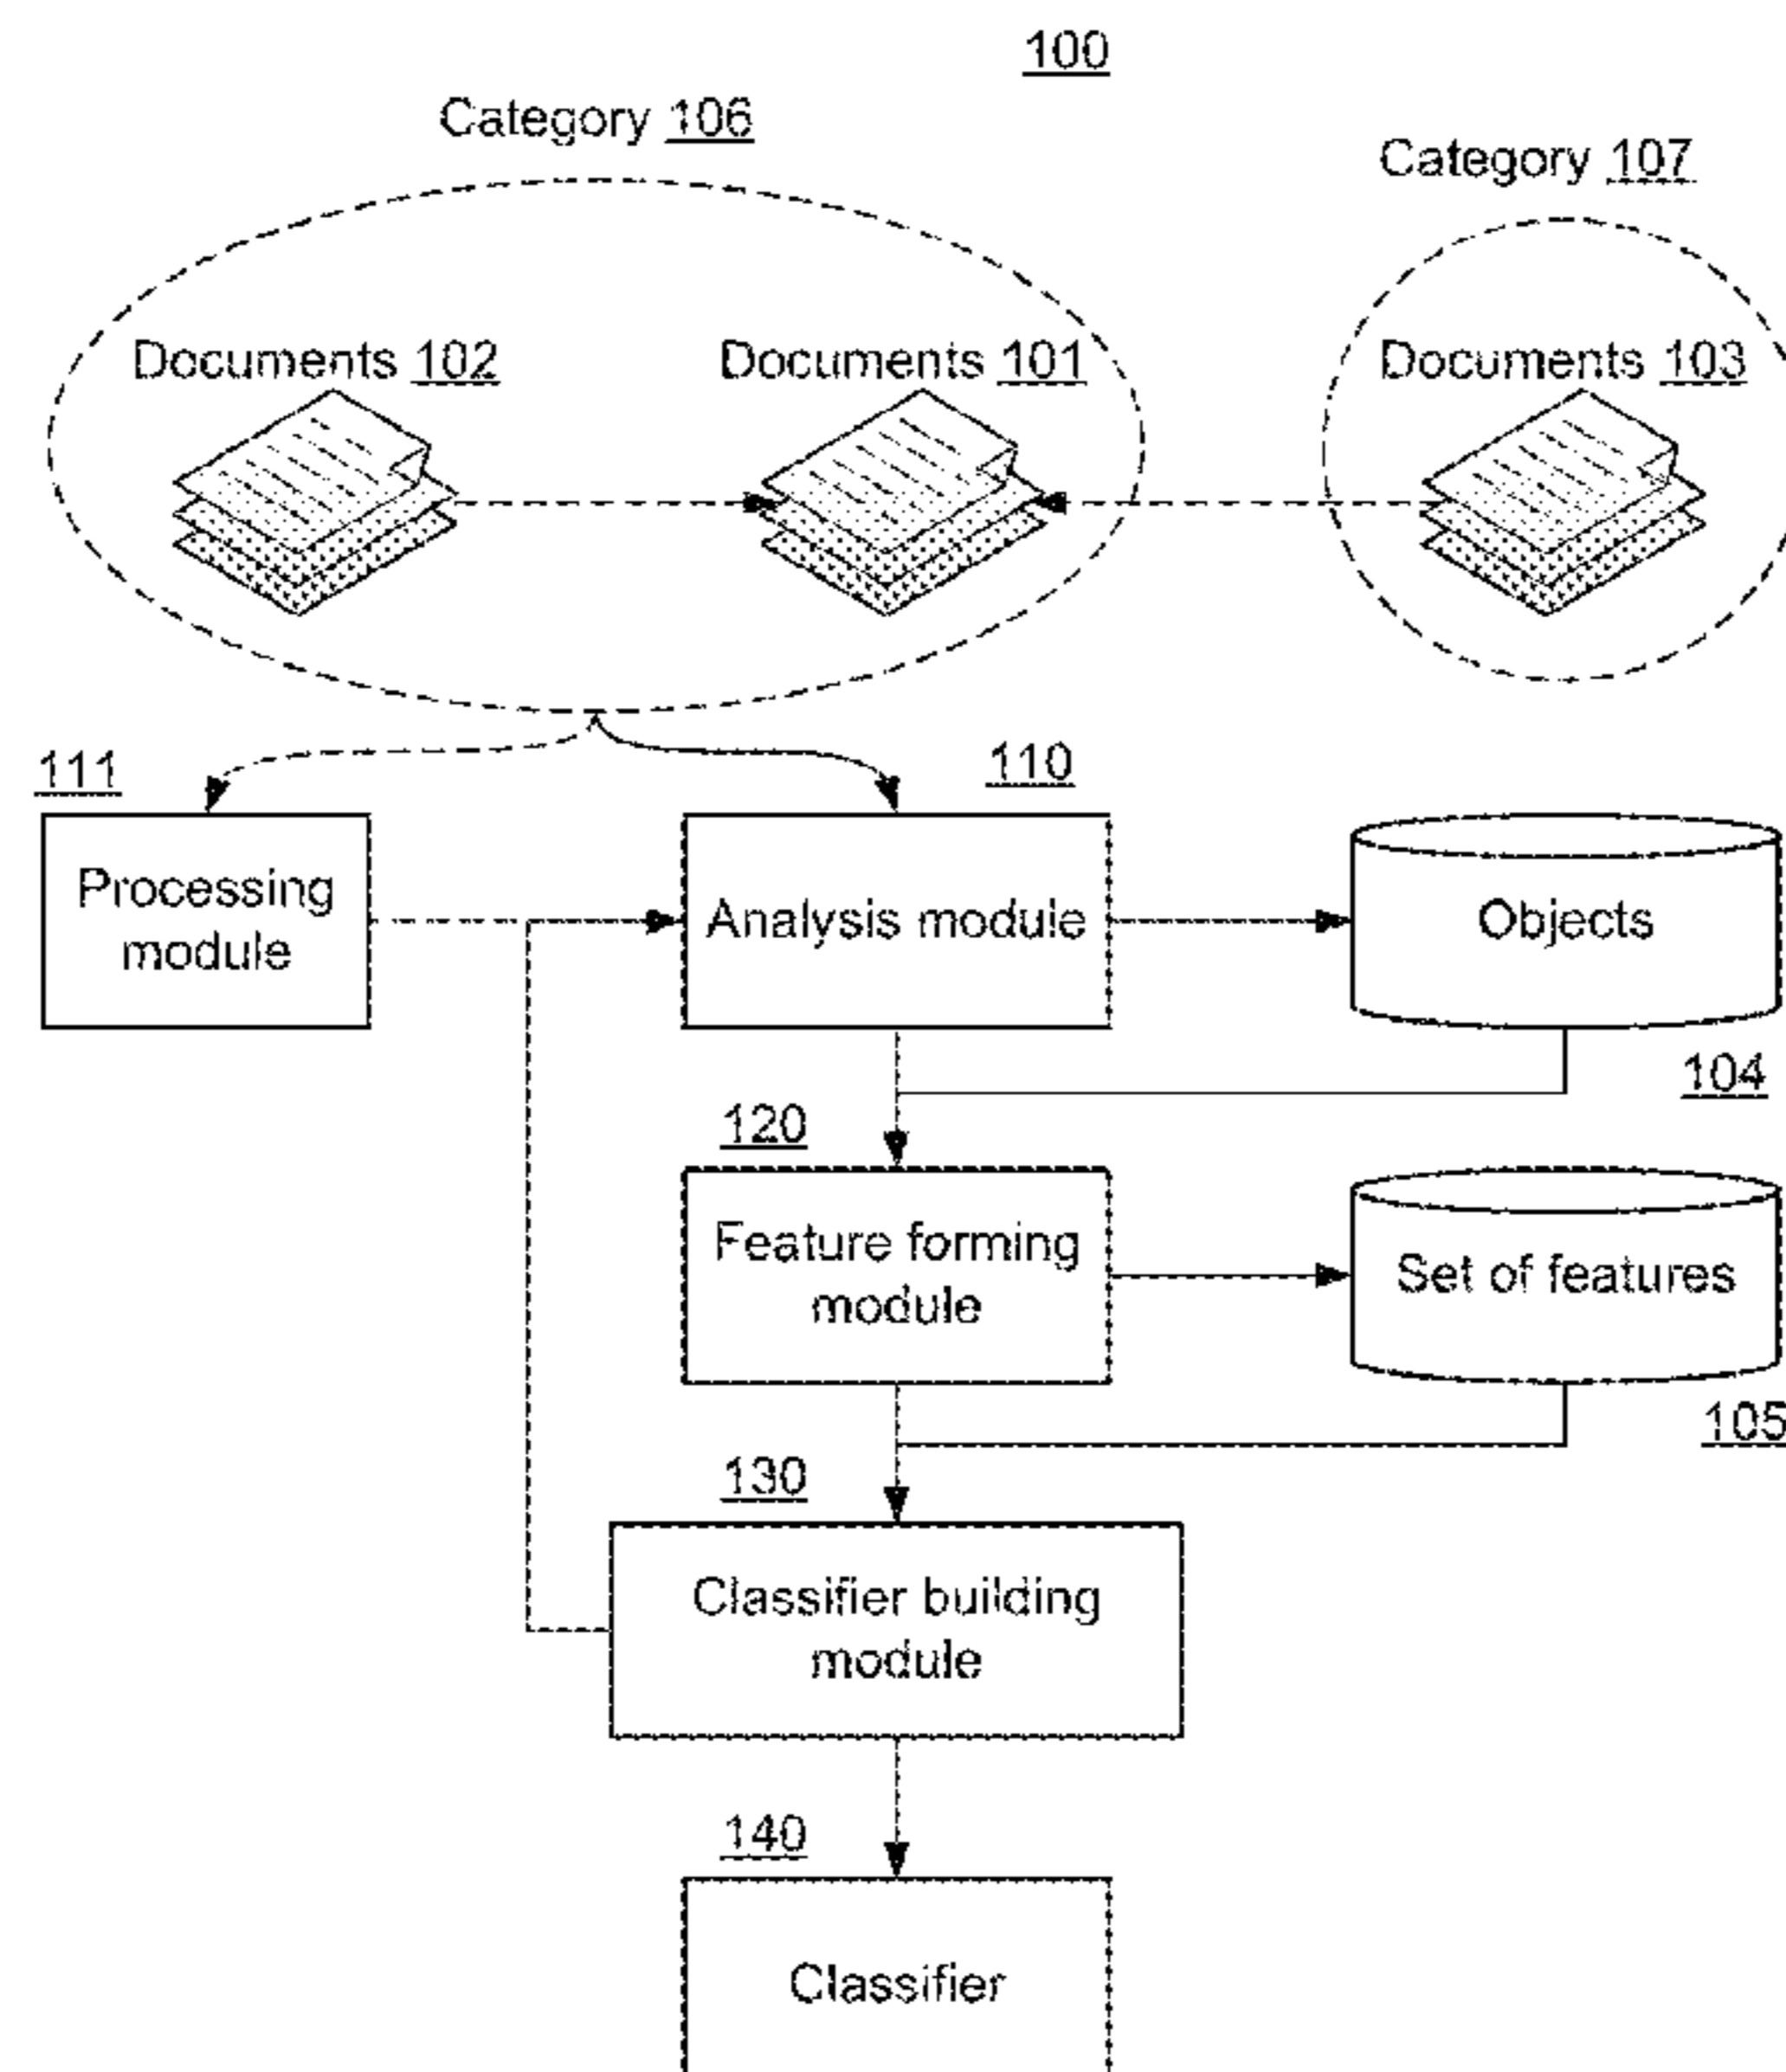 100
Category 106
Category 107
Documents 102
Documents 101
Documents 103
111
110
Processing
module
Analysis module
Objects
104
120
Feature forming
module
Set of features
105
130
Classifier building
module
140
Classifier